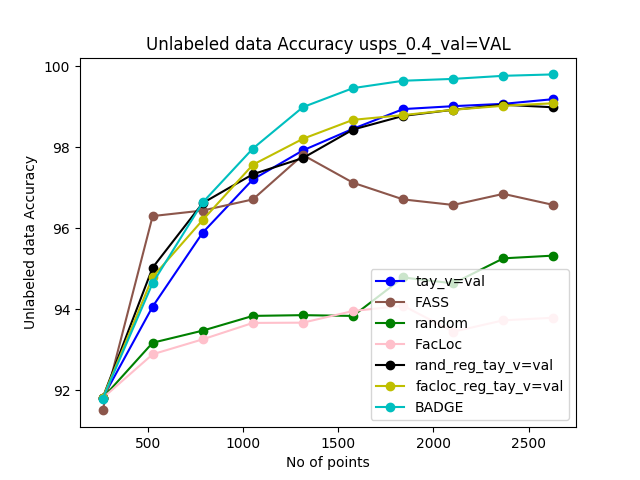 Unlabeled data Accuracy usps_0.4_val=VAL
100
98
96
94
92
Unlabeled data Accuracy
500
1000
1500
2000
2500
No of points
tay_v=val
FASS
random
FacLoc
rand_reg_tay_v=val
facloc_reg_tay_v=val
BADGE